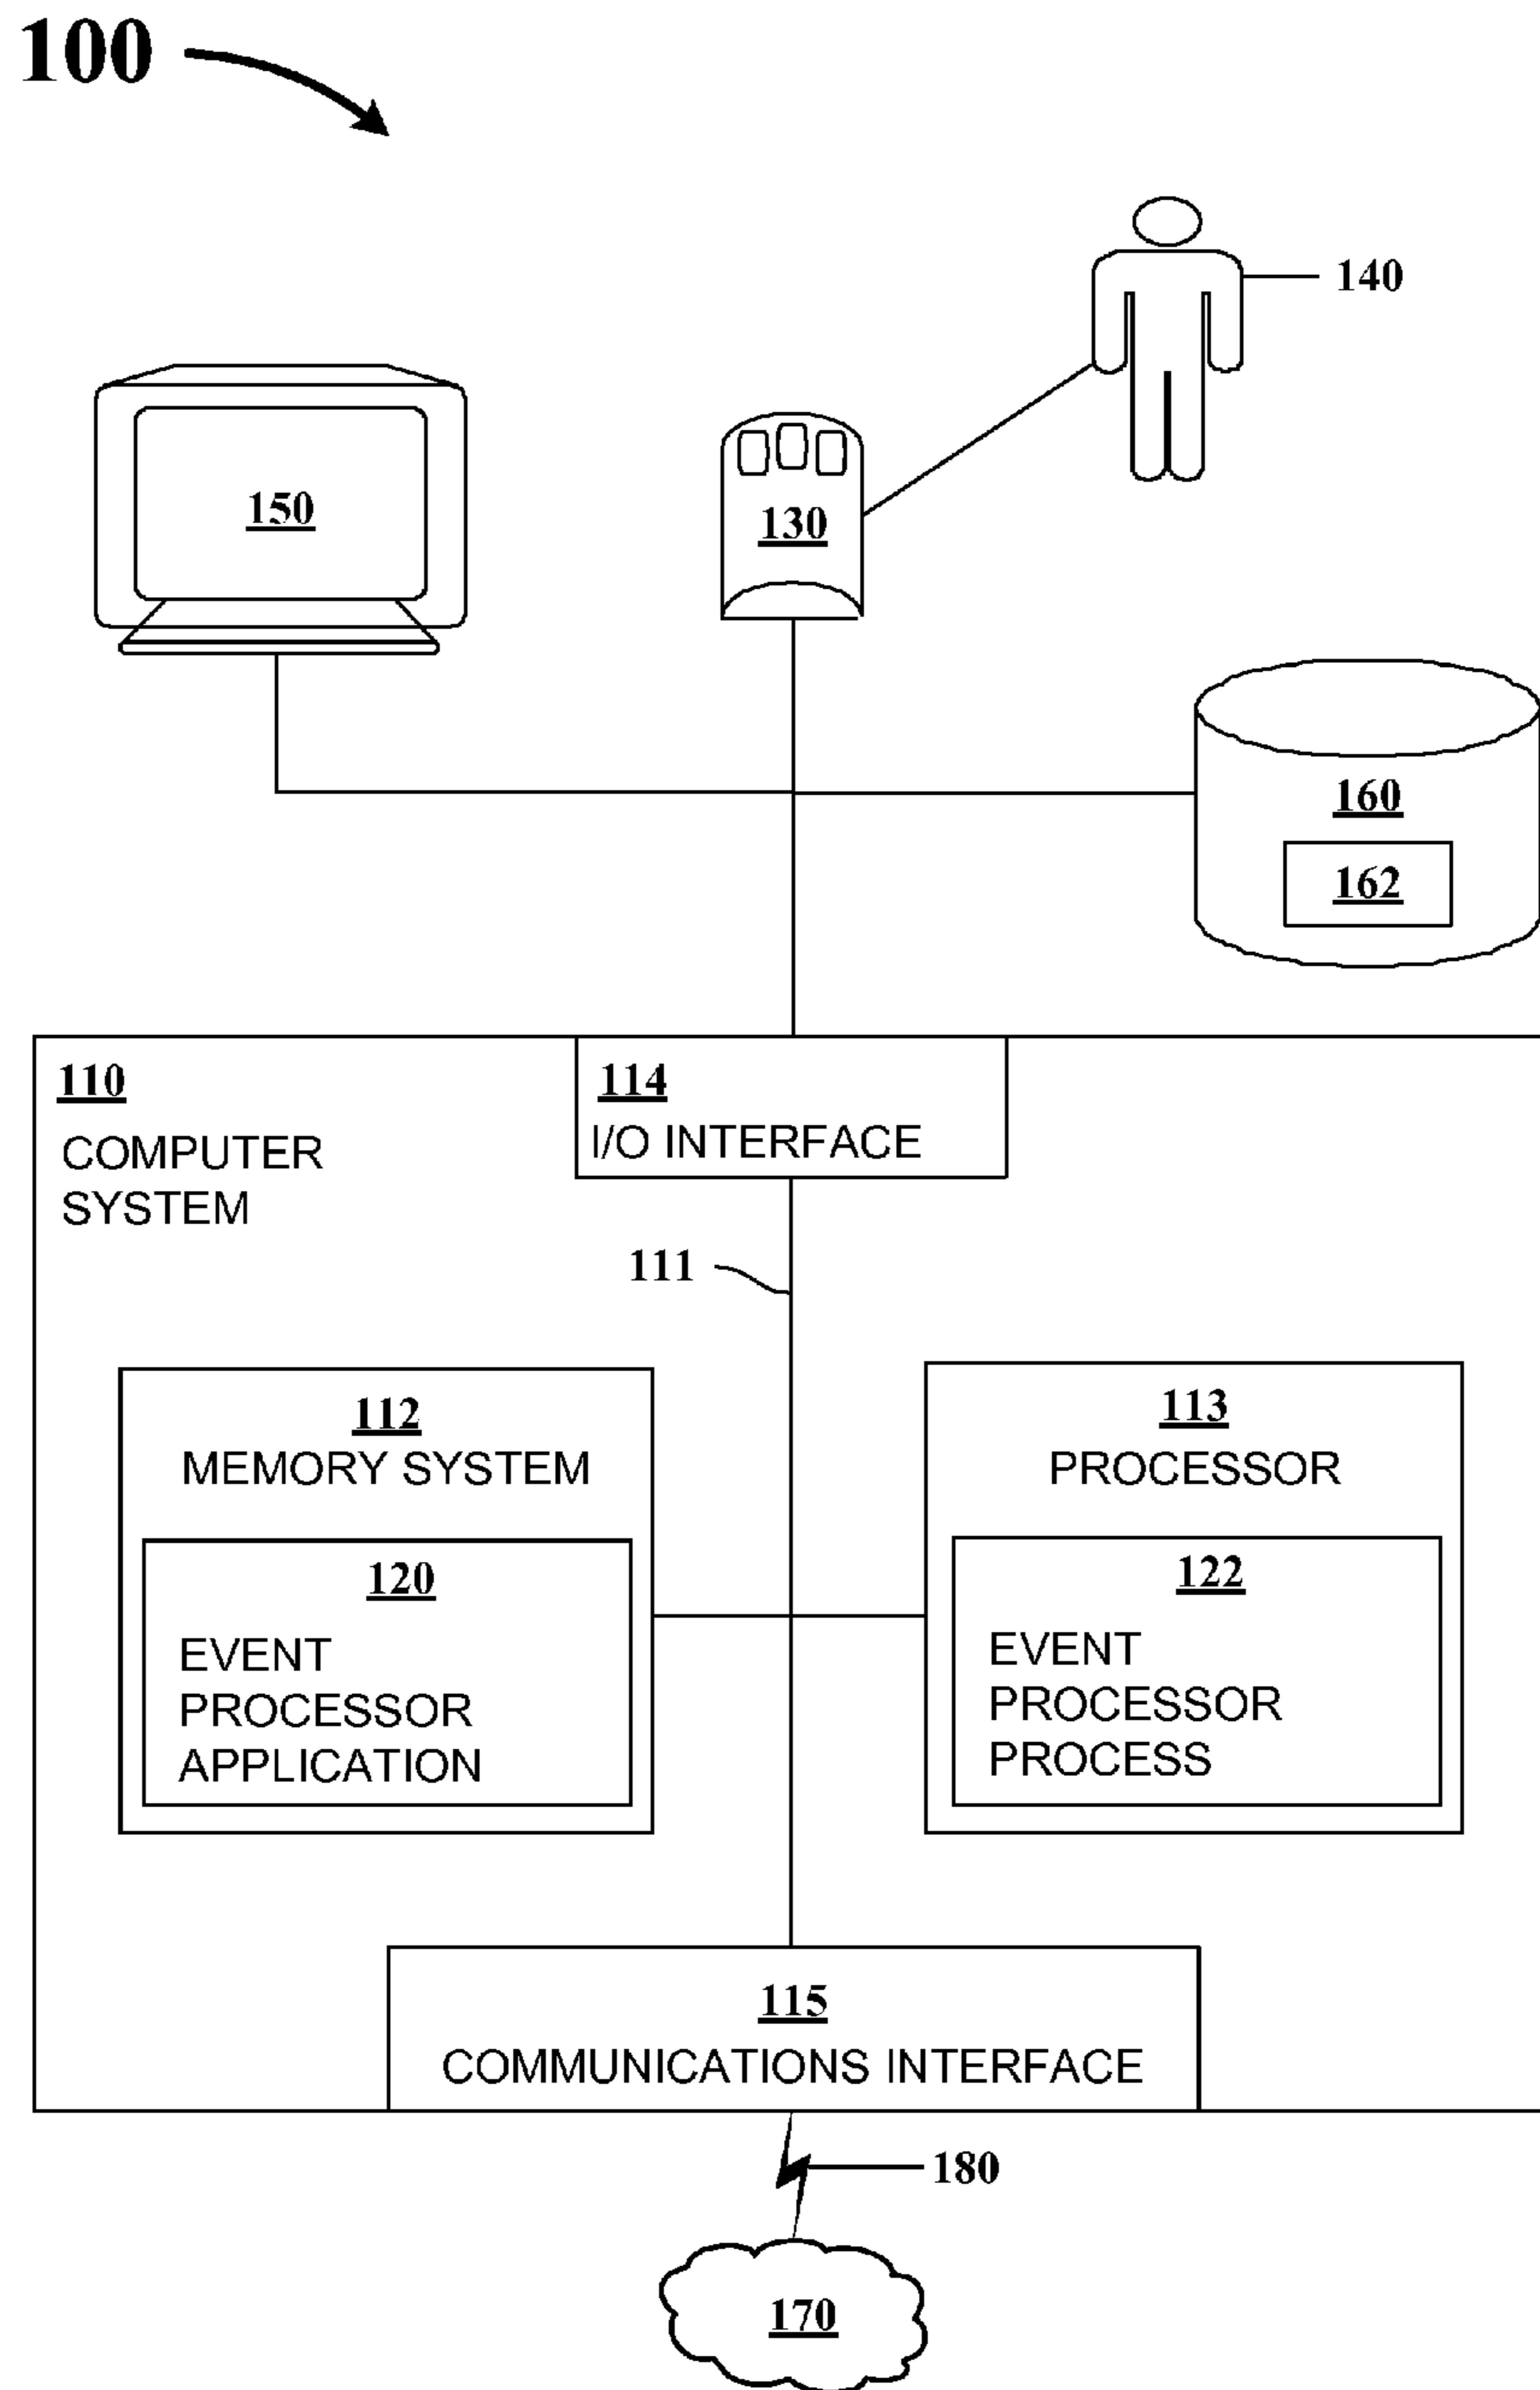 100
140
150
130
160
162
110
COMPUTER
SYSTEM
114
I/O INTERFACE
111
112
MEMORY SYSTEM
120
EVENT
PROCESSOR
APPLICATION
113
PROCESSOR
122
EVENT
PROCESSOR
PROCESS
115
COMMUNICATIONS INTERFACE
180
170